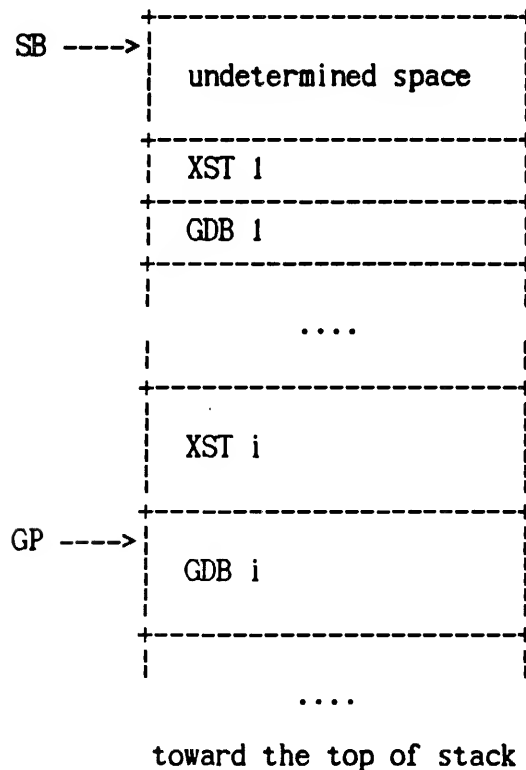 SB ---->
undetermined space
XST 1
GDB 1
....
XST i
GP ---->
GDB i
....
toward the top of stack